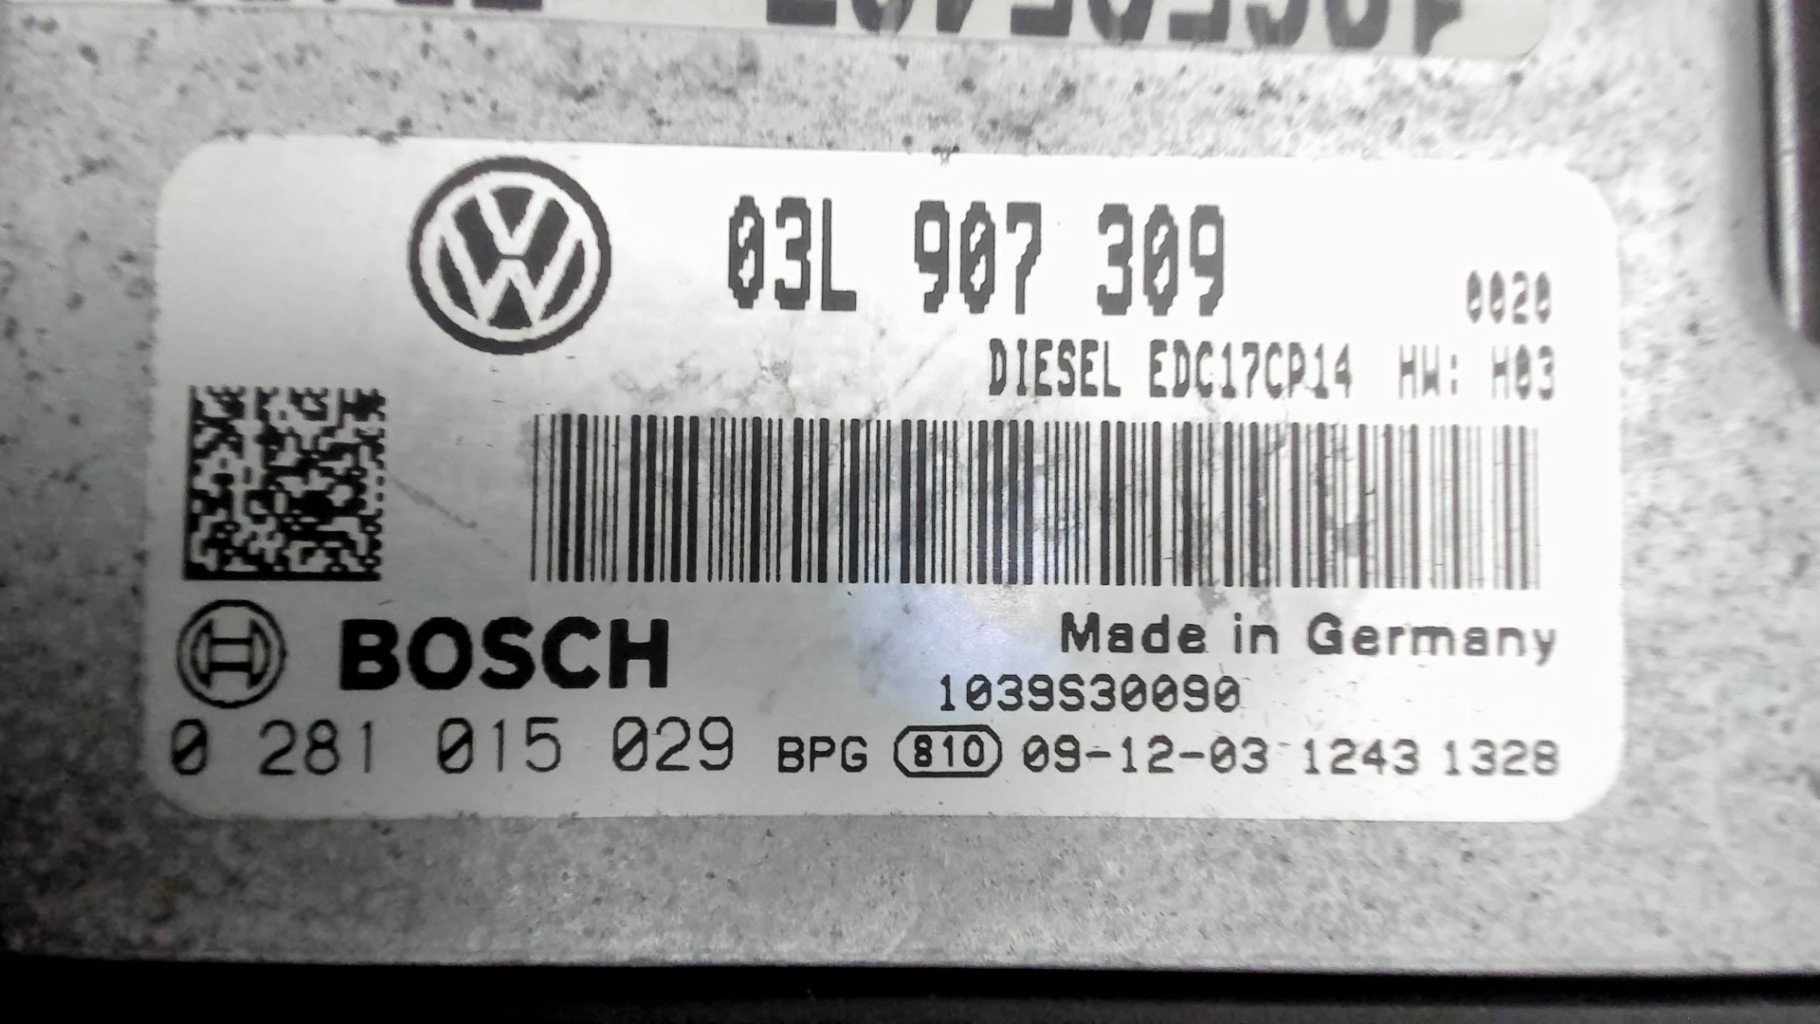 03L 907 309
0020
DIESEL EDC17CP14 HW: H03
BOSCH
Made in Germany
1039S30090
0 281 015 029 BPG 810 09-12-03 1243 1328